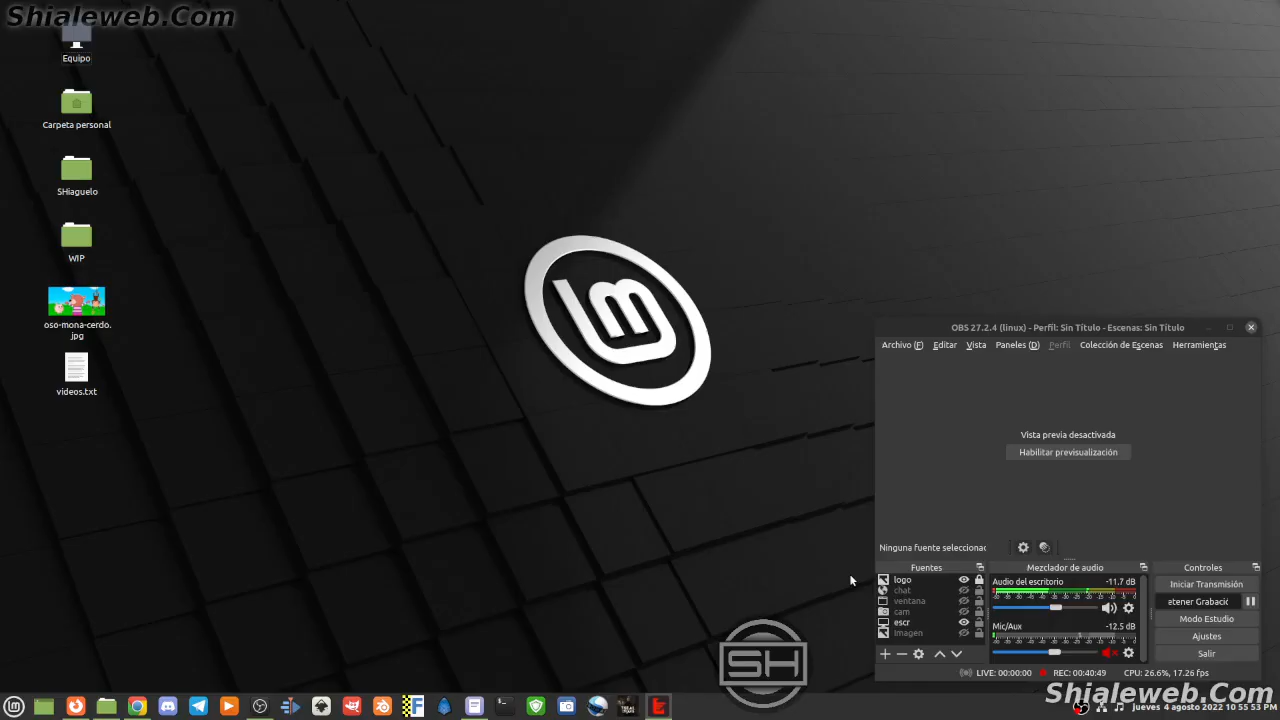 Shialeweb.Com
Equipo
Carpeta personal
SHiaguelo
WIP
oso-mona-cerdo.
jpg
videos.txt
OBS 27.2.4 (linux) - Perfil: Sin Título - Escenas: Sin Título
Archivo (F) Editar Vista Paneles (D) Perfil Colección de Escenas Herramientas
Vista previa desactivada
Habilitar previsualización
Ninguna fuente seleccionac
Fuentes Mezclador de audio Controles
logo
chat
ventana
cam
escr
Imagen
Audio del escritorio -11.7 dB
Mic/Aux -12.5 dB
Iniciar Transmisión
etener Grabació
Modo Estudio
Ajustes
Salir
LIVE: 00:00:00 REC: 00:40:49 CPU: 26.6%, 17.26 fps
SH
Shialeweb.Com
jueves 4 agosto 2022 10 55 53 PM